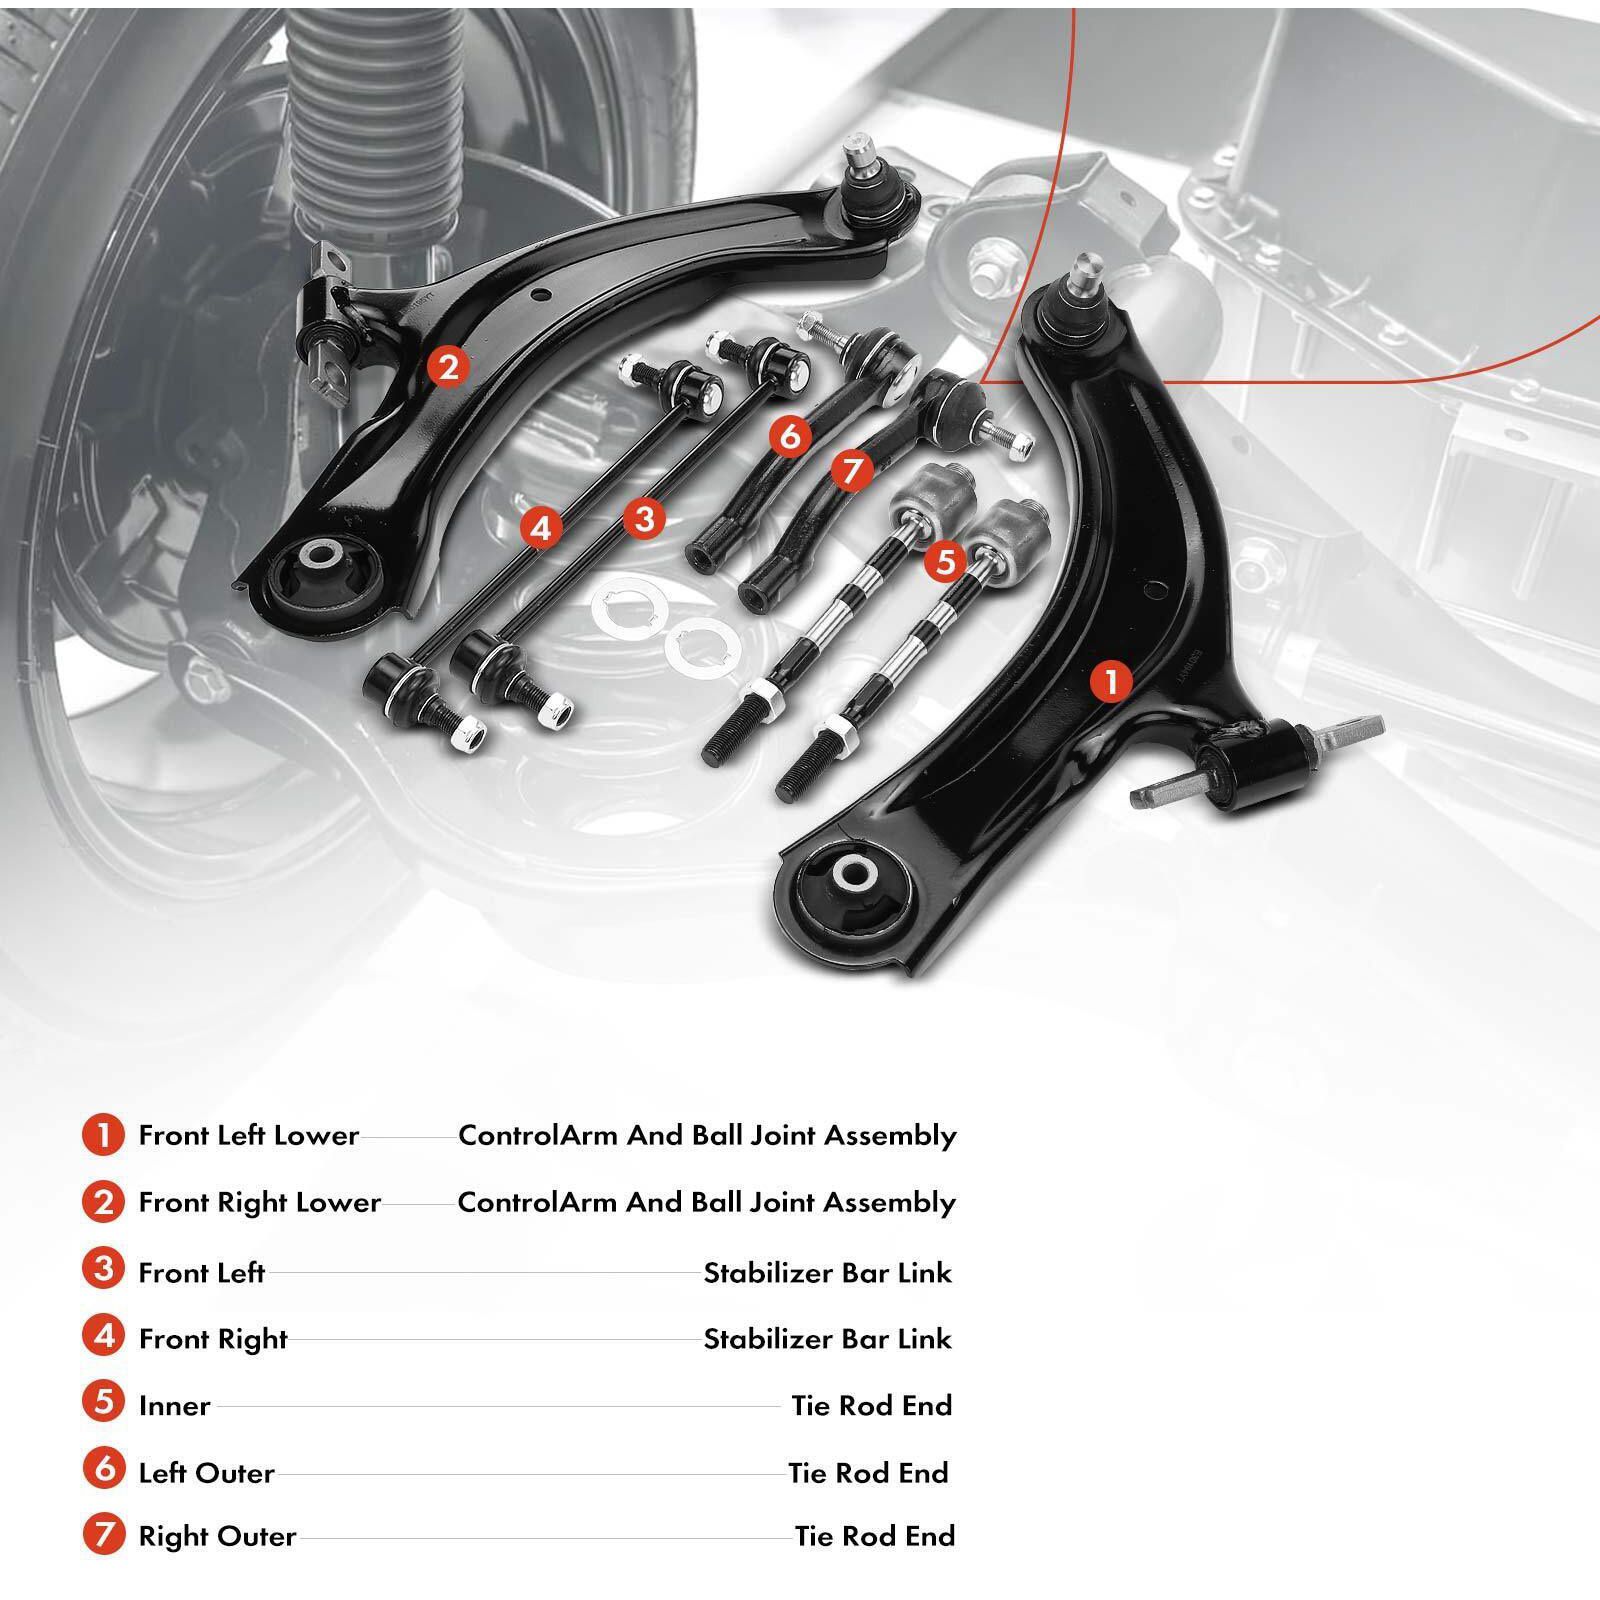 2
6
7
4
3
5
1
1 Front Left Lower ControlArm And Ball Joint Assembly
2 Front Right Lower ControlArm And Ball Joint Assembly
3 Front Left Stabilizer Bar Link
4 Front Right Stabilizer Bar Link
5 Inner Tie Rod End
6 Left Outer Tie Rod End
7 Right Outer Tie Rod End